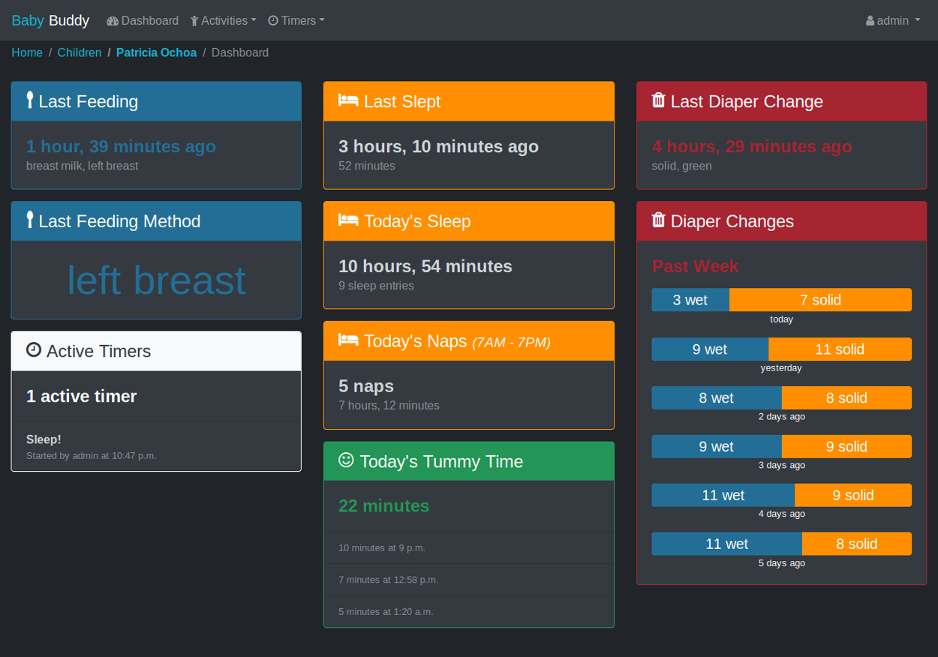 Baby Buddy Dashboard Activities Timers admin
Home / Children / Patricia Ochoa / Dashboard
Last Feeding
1 hour, 39 minutes ago
breast milk, left breast
Last Feeding Method
left breast
Active Timers
1 active timer
Sleep!
Started by admin at 10:47 p.m.
Last Slept
3 hours, 10 minutes ago
52 minutes
Today's Sleep
10 hours, 54 minutes
9 sleep entries
Today's Naps (7AM - 7PM)
5 naps
7 hours, 12 minutes
Today's Tummy Time
22 minutes
10 minutes at 9 p.m.
7 minutes at 12:58 p.m.
5 minutes at 1:20 a.m.
Last Diaper Change
4 hours, 29 minutes ago
solid, green
Diaper Changes
Past Week
3 wet 7 solid
today
9 wet 11 solid
yesterday
8 wet 8 solid
2 days ago
9 wet 9 solid
3 days ago
11 wet 9 solid
4 days ago
11 wet 8 solid
5 days ago